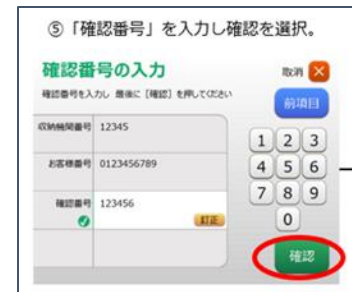 ⑤「確認番号」を入力し確認を選択。
確認番号の入力
取消
確認番号を入力し 最後に［確認］を押してください
前項目
収納機関番号 12345
お客様番号 0123456789
確認番号 123456
訂正
1 2 3
4 5 6
7 8 9
0
確認